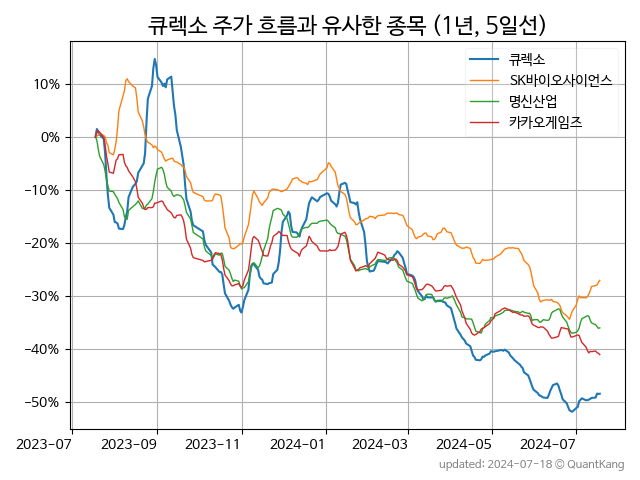 큐렉소 주가 흐름과 유사한 종목 (1년, 5일선)
큐렉소
SK바이오사이언스
명신산업
카카오게임즈
10%
0%
−10%
−20%
−30%
−40%
−50%
2023-07 2023-09 2023-11 2024-01 2024-03 2024-05 2024-07
updated: 2024-07-18 © QuantKang